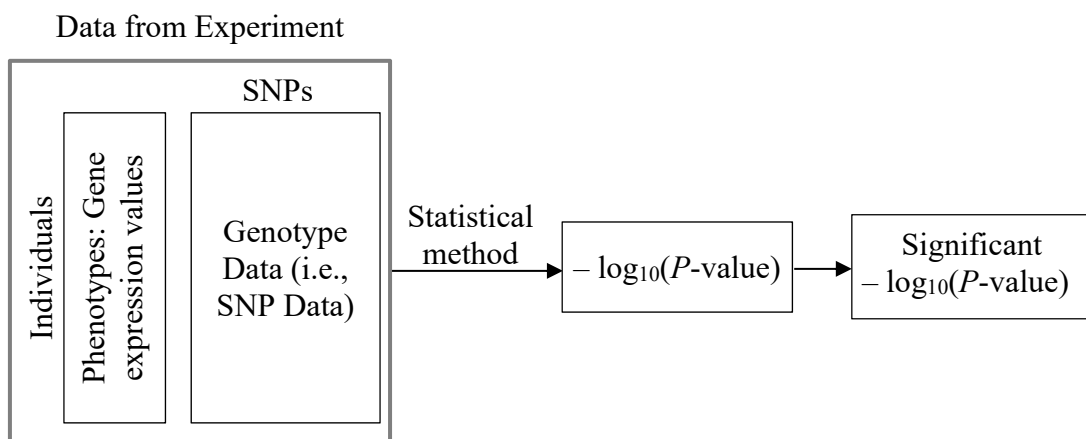 Data from Experiment
SNPs
Individuals
Phenotypes: Gene
expression values
Genotype
Data (i.e.,
SNP Data)
Statistical
method
– log₁₀(P-value)
Significant
– log₁₀(P-value)